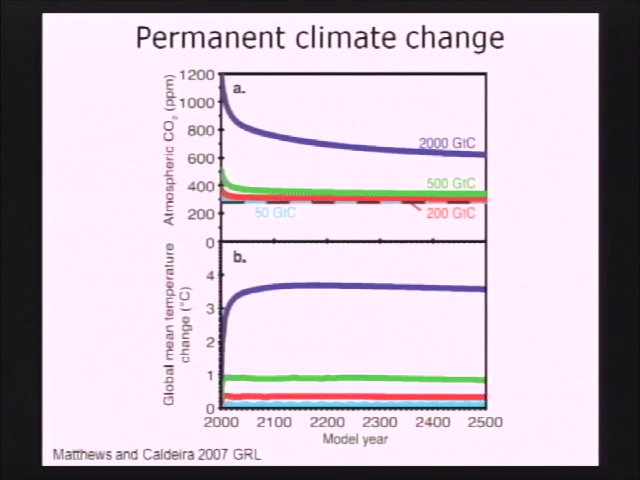 Permanent climate change
a.
Atmospheric CO2 (ppm)
1200
1000
800
600
400
200
0
2000 GtC
500 GtC
50 GtC
200 GtC
b.
Global mean temperature
change (°C)
4
3
2
1
0
2000 2100 2200 2300 2400 2500
Model year
Matthews and Caldeira 2007 GRL